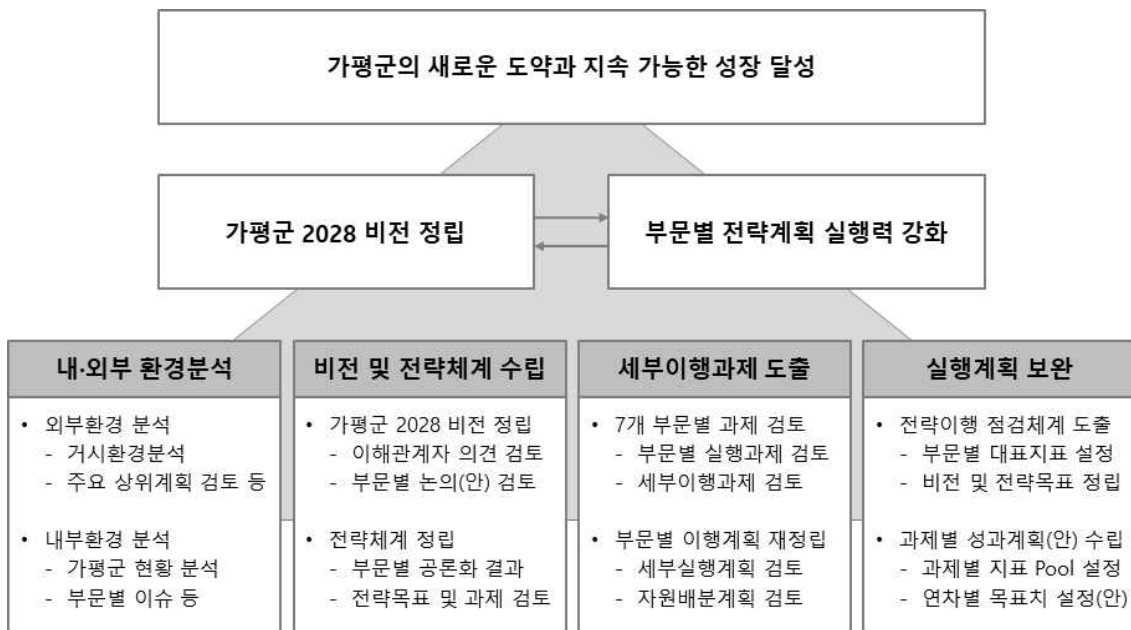 가평군의 새로운 도약과 지속 가능한 성장 달성
가평군 2028 비전 정립
부문별 전략계획 실행력 강화
내·외부 환경분석
• 외부환경 분석
- 거시환경분석
- 주요 상위계획 검토 등
• 내부환경 분석
- 가평군 현황 분석
- 부문별 이슈 등
비전 및 전략체계 수립
• 가평군 2028 비전 정립
- 이해관계자 의견 검토
- 부문별 논의(안) 검토
• 전략체계 정립
- 부문별 공론화 결과
- 전략목표 및 과제 검토
세부이행과제 도출
• 7개 부문별 과제 검토
- 부문별 실행과제 검토
- 세부이행과제 검토
• 부문별 이행계획 재정립
- 세부실행계획 검토
- 자원배분계획 검토
실행계획 보완
• 전략이행 점검체계 도출
- 부문별 대표지표 설정
- 비전 및 전략목표 정립
• 과제별 성과계획(안) 수립
- 과제별 지표 Pool 설정
- 연차별 목표치 설정(안)